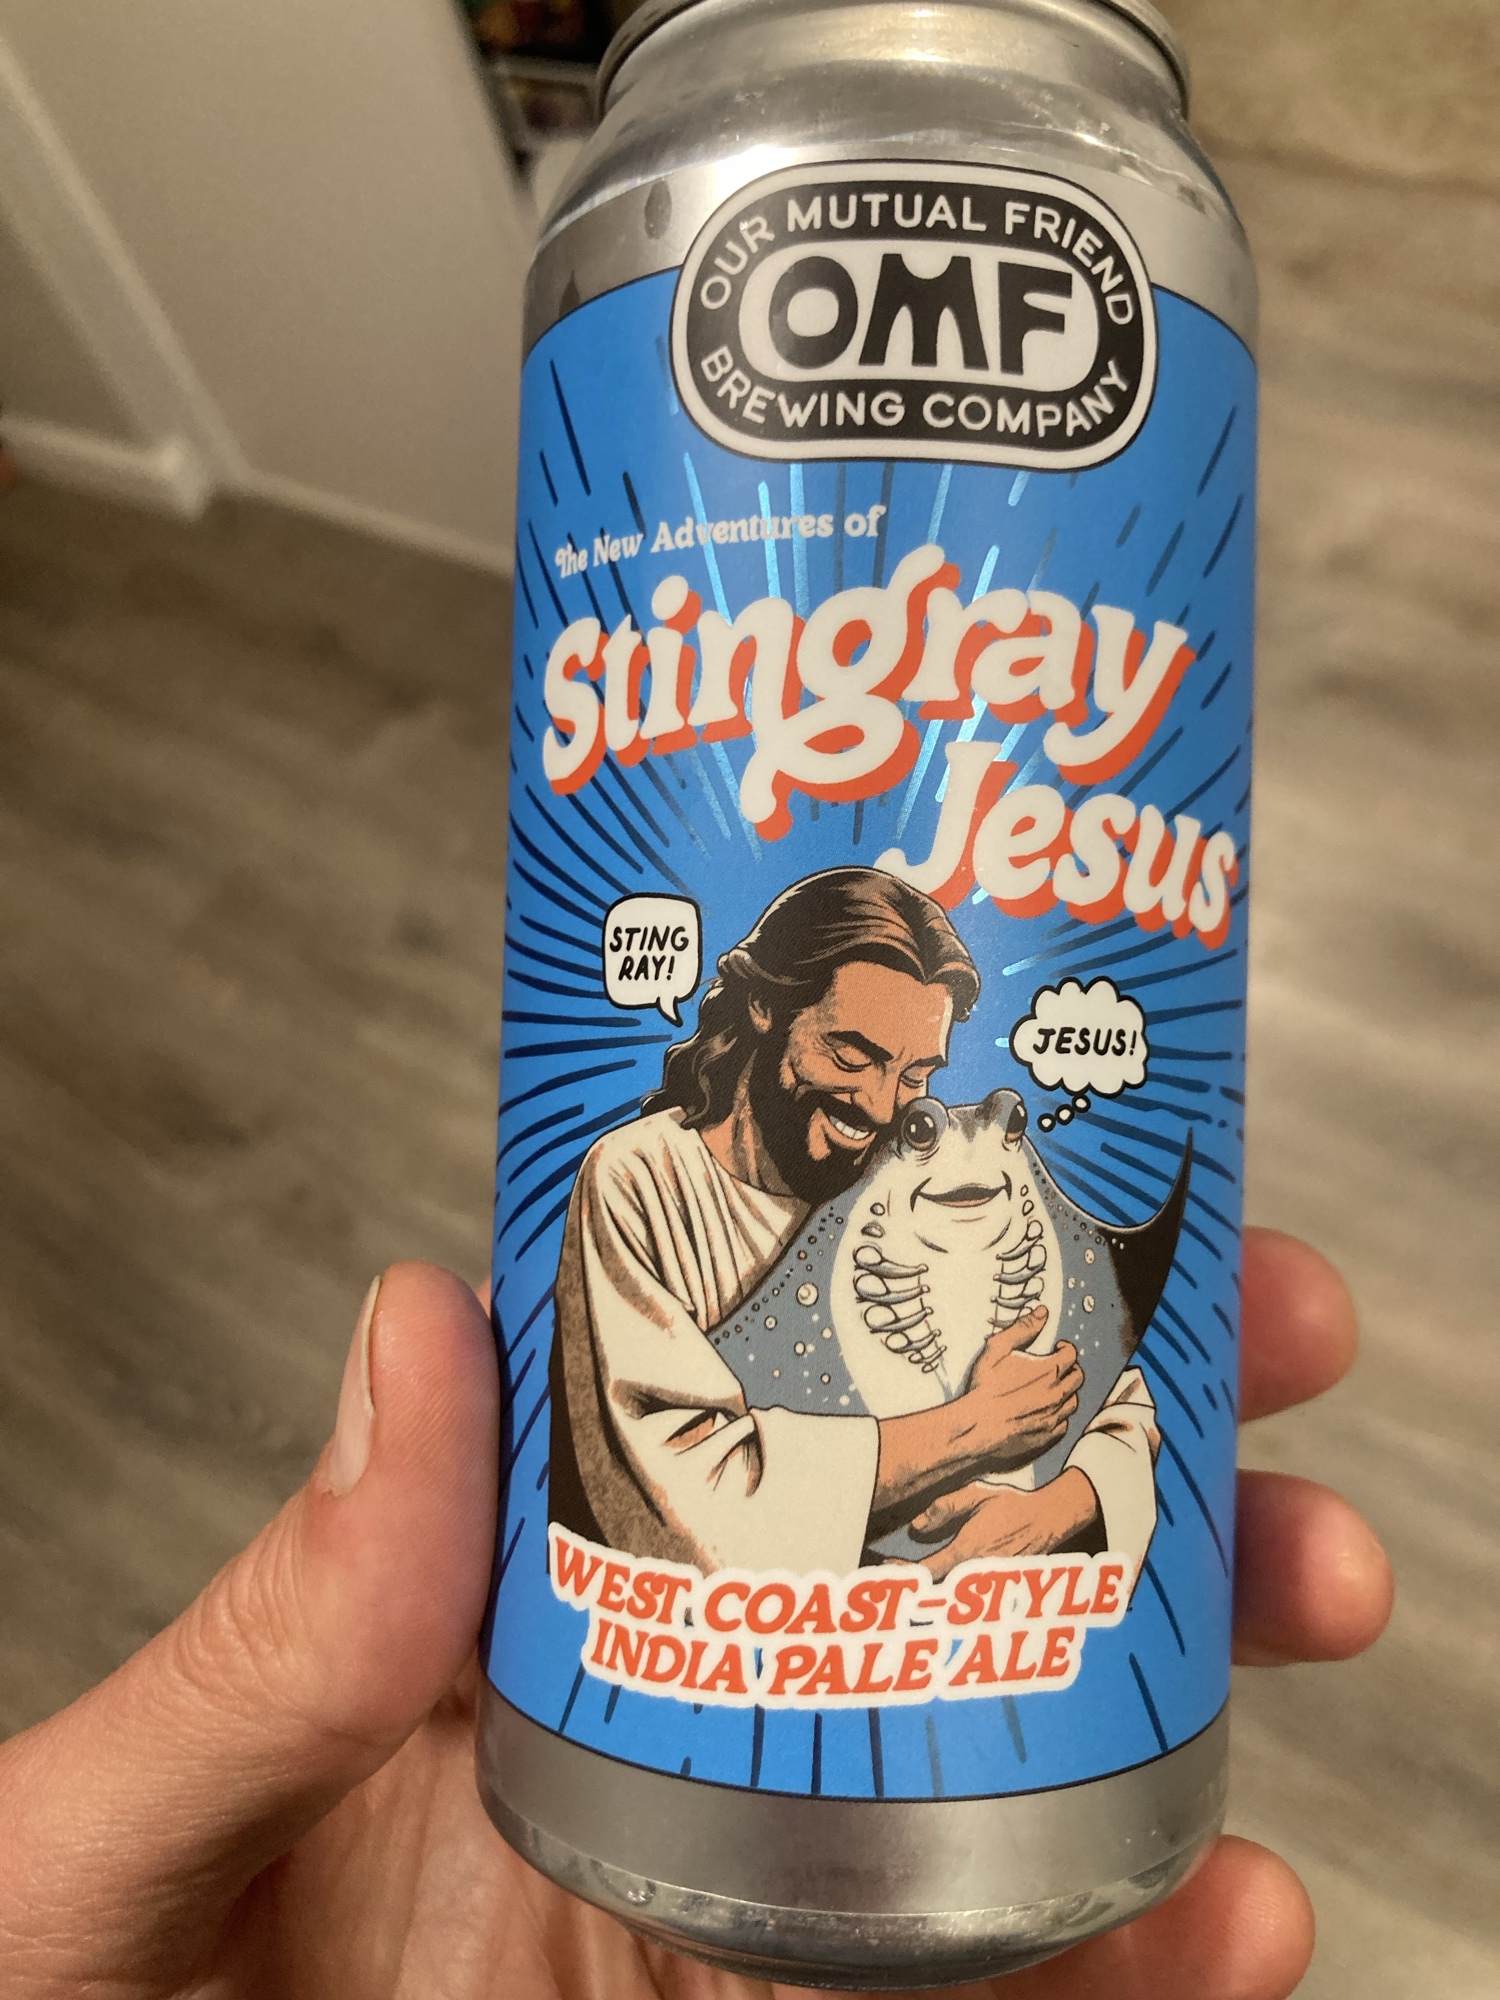 OUR MUTUAL FRIEND
OMF
BREWING COMPANY
The New Adventures of
Stingray
Jesus
STING
RAY!
JESUS!
WEST COAST-STYLE
INDIA PALE ALE